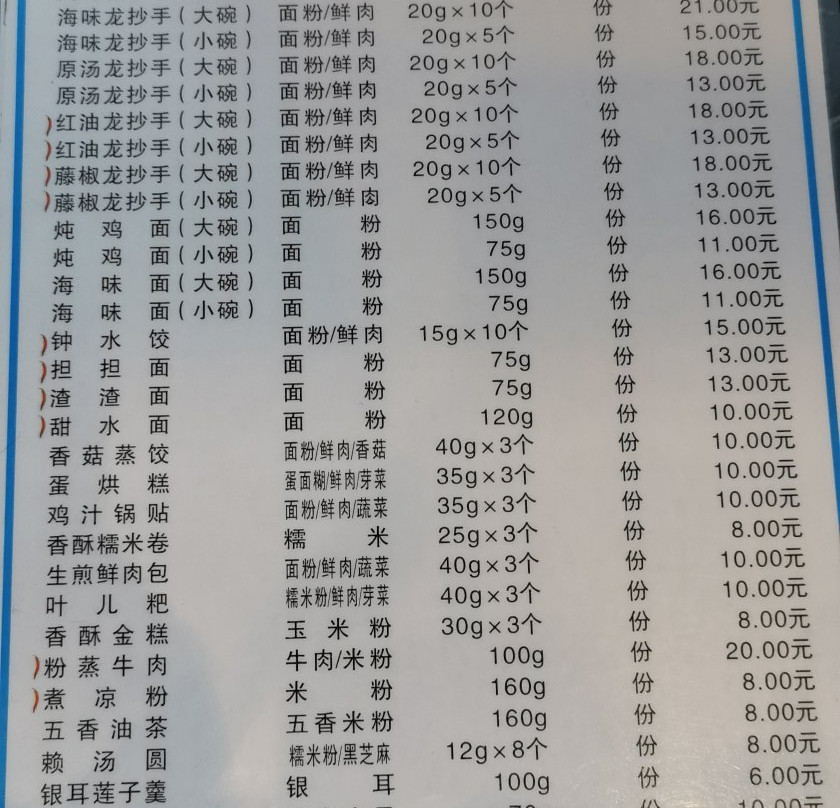 海味龙抄手(大碗) 面粉/鲜肉 20g×10个 份 21.00元
海味龙抄手(小碗) 面粉/鲜肉 20g×5个 份 15.00元
原汤龙抄手(大碗) 面粉/鲜肉 20g×10个 份 18.00元
原汤龙抄手(小碗) 面粉/鲜肉 20g×5个 份 13.00元
红油龙抄手(大碗) 面粉/鲜肉 20g×10个 份 18.00元
红油龙抄手(小碗) 面粉/鲜肉 20g×5个 份 13.00元
藤椒龙抄手(大碗) 面粉/鲜肉 20g×10个 份 18.00元
藤椒龙抄手(小碗) 面粉/鲜肉 20g×5个 份 13.00元
炖鸡面(大碗) 面粉 150g 份 16.00元
炖鸡面(小碗) 面粉 75g 份 11.00元
海味面(大碗) 面粉 150g 份 16.00元
海味面(小碗) 面粉 75g 份 11.00元
钟水饺 面粉/鲜肉 15g×10个 份 15.00元
担担面 面粉 75g 份 13.00元
渣渣面 面粉 75g 份 13.00元
甜水面 面粉 120g 份 10.00元
香菇蒸饺 面粉/鲜肉/香菇 40g×3个 份 10.00元
蛋烘糕 蛋面糊/鲜肉/芽菜 35g×3个 份 10.00元
鸡汁锅贴 面粉/鲜肉/蔬菜 35g×3个 份 10.00元
香酥糯米卷 糯米 25g×3个 份 8.00元
生煎鲜肉包 面粉/鲜肉/蔬菜 40g×3个 份 10.00元
叶儿粑 糯米粉/鲜肉/芽菜 40g×3个 份 10.00元
香酥金糕 玉米粉 30g×3个 份 8.00元
粉蒸牛肉 牛肉/米粉 100g 份 20.00元
煮凉粉 米粉 160g 份 8.00元
五香油茶 五香米粉 160g 份 8.00元
赖汤圆 糯米粉/黑芝麻 12g×8个 份 8.00元
银耳莲子羹 银耳 100g 份 6.00元